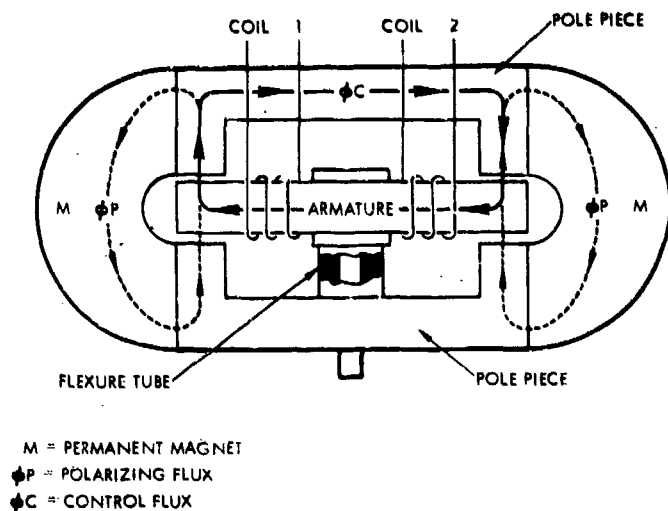 COIL 1 COIL 2
POLE PIECE
ϕC
M ϕP ARMATURE ϕP M
FLEXURE TUBE
POLE PIECE
M = PERMANENT MAGNET
ϕP = POLARIZING FLUX
ϕC = CONTROL FLUX